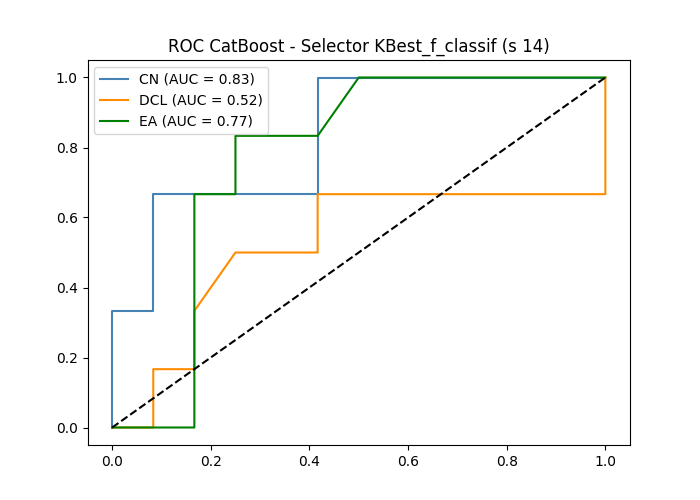 ROC CatBoost - Selector KBest_f_classif (s 14)
CN (AUC = 0.83)
DCL (AUC = 0.52)
EA (AUC = 0.77)
1.0
0.8
0.6
0.4
0.2
0.0
0.0 0.2 0.4 0.6 0.8 1.0